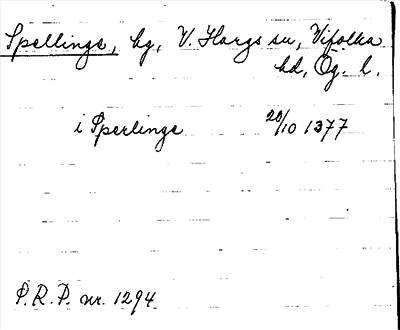 Spellinge, by, V. Hargs sn, Vifolka
hd, Ög. l.
i Sperlinge 20/10 1377
P.R.P. nr. 1294